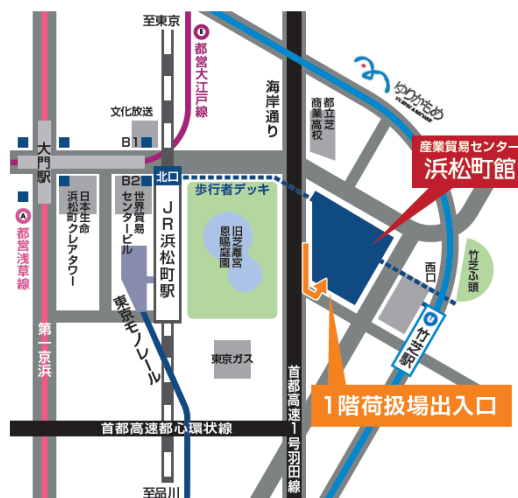 至東京
E
都営大江戸線
海岸通り
ゆりかもめ
都立芝
商業高校
文化放送
B1
産業貿易センター
浜松町館
大門駅
B2
北口
歩行者デッキ
A
都営浅草線
日本生命
浜松町クレアタワー
世界貿易
センタービル
JR浜松町駅
旧芝離宮
恩賜庭園
西口
竹芝ふ頭
U
竹芝駅
東京モノレール
第一京浜
東京ガス
1階荷扱場出入口
首都高速1号羽田線
首都高速都心環状線
至品川